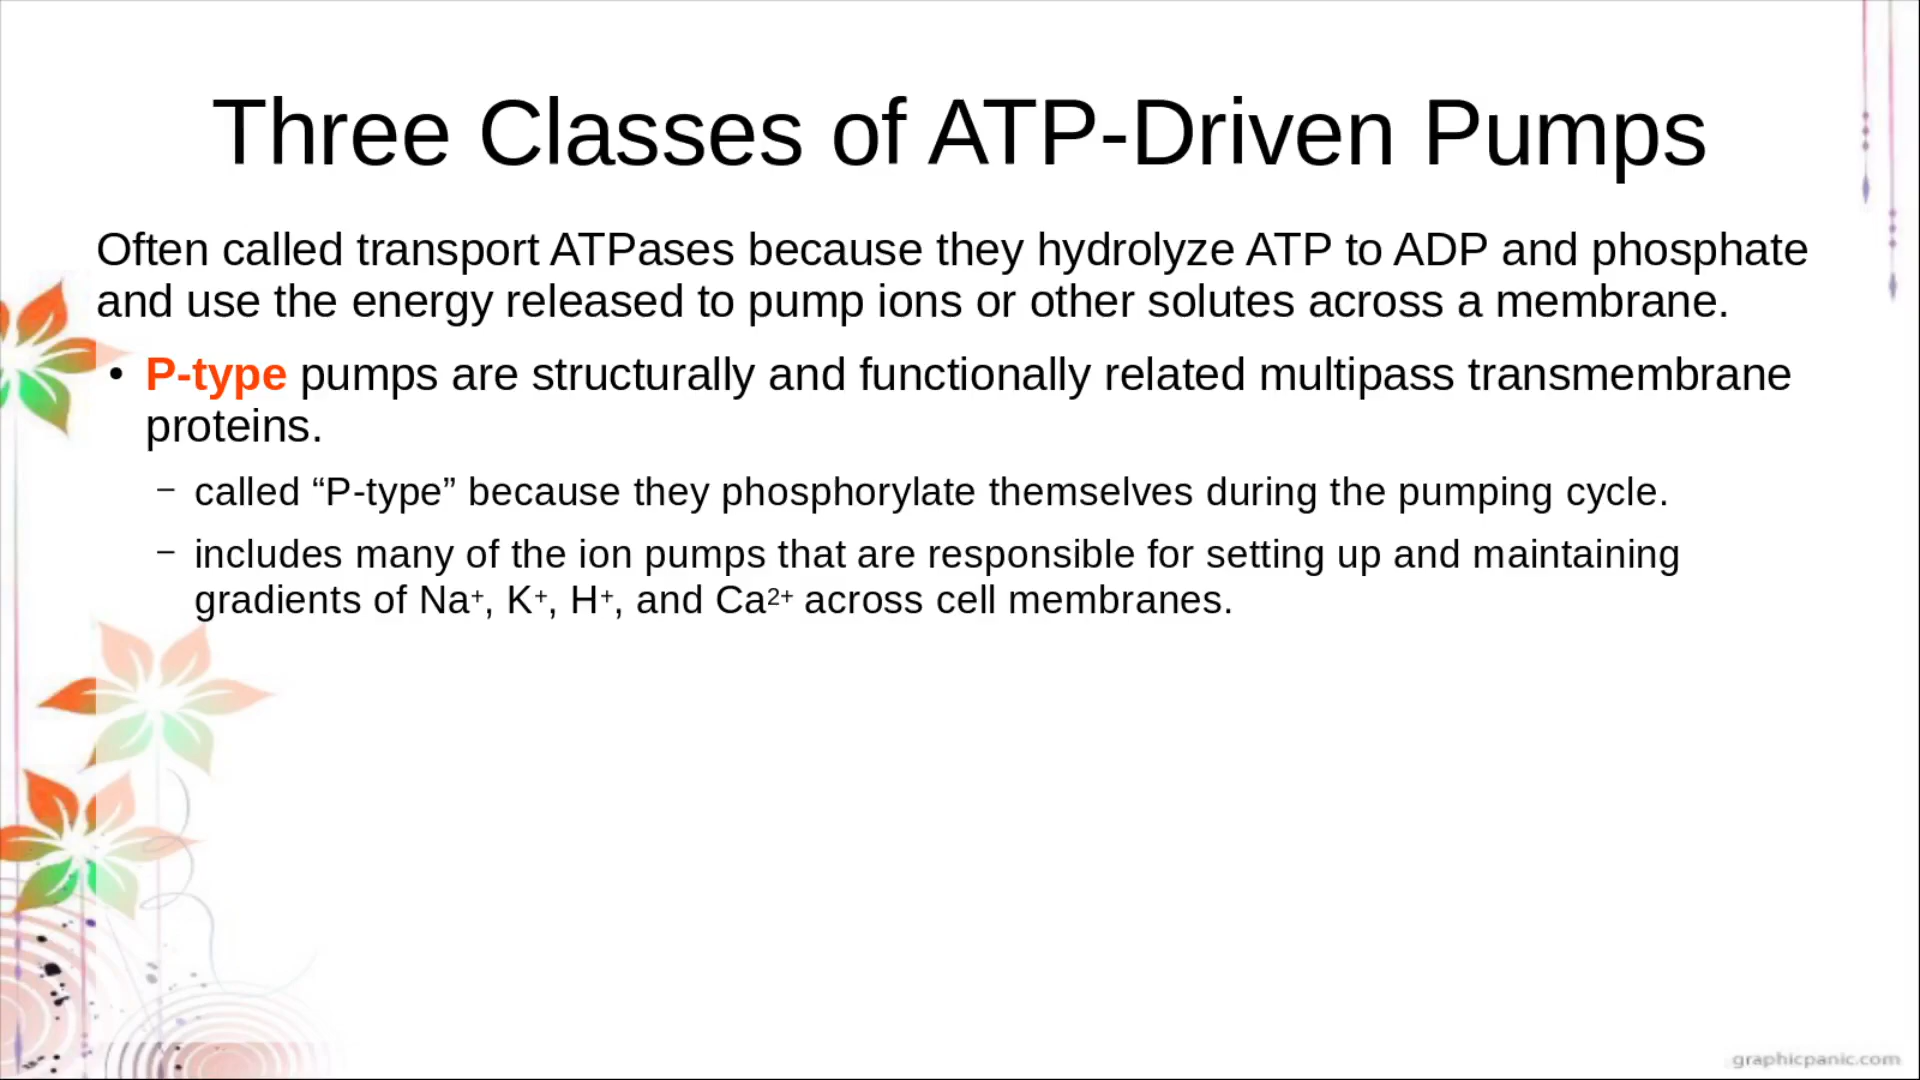 Three Classes of ATP-Driven Pumps
Often called transport ATPases because they hydrolyze ATP to ADP and phosphate
and use the energy released to pump ions or other solutes across a membrane.
• P-type pumps are structurally and functionally related multipass transmembrane
proteins.
– called “P-type” because they phosphorylate themselves during the pumping cycle.
– includes many of the ion pumps that are responsible for setting up and maintaining
gradients of Na⁺, K⁺, H⁺, and Ca²⁺ across cell membranes.
graphicpanic.com